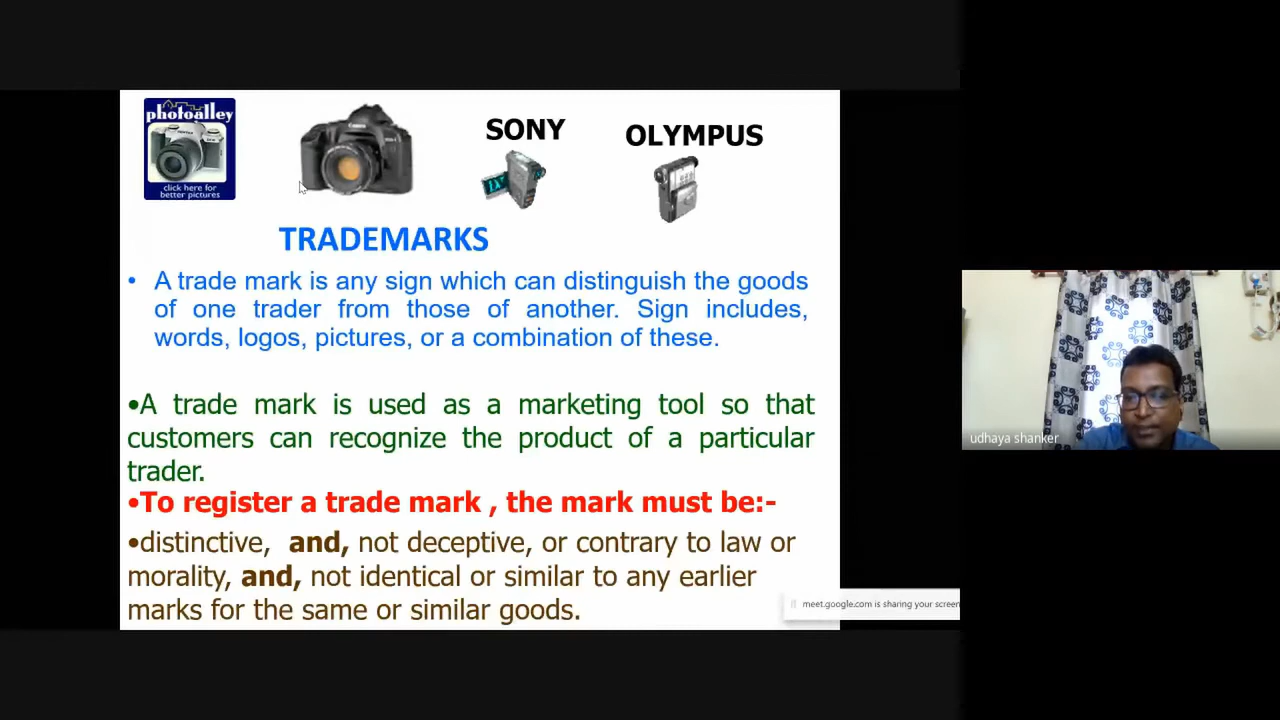 photoalley
click here for
better pictures
Canon
SONY
OLYMPUS
TRADEMARKS
• A trade mark is any sign which can distinguish the goods
of one trader from those of another. Sign includes,
words, logos, pictures, or a combination of these.
•A trade mark is used as a marketing tool so that
customers can recognize the product of a particular
trader.
•To register a trade mark , the mark must be:-
•distinctive, and, not deceptive, or contrary to law or
morality, and, not identical or similar to any earlier
marks for the same or similar goods.
meet.google.com is sharing your screen
udhaya shanker